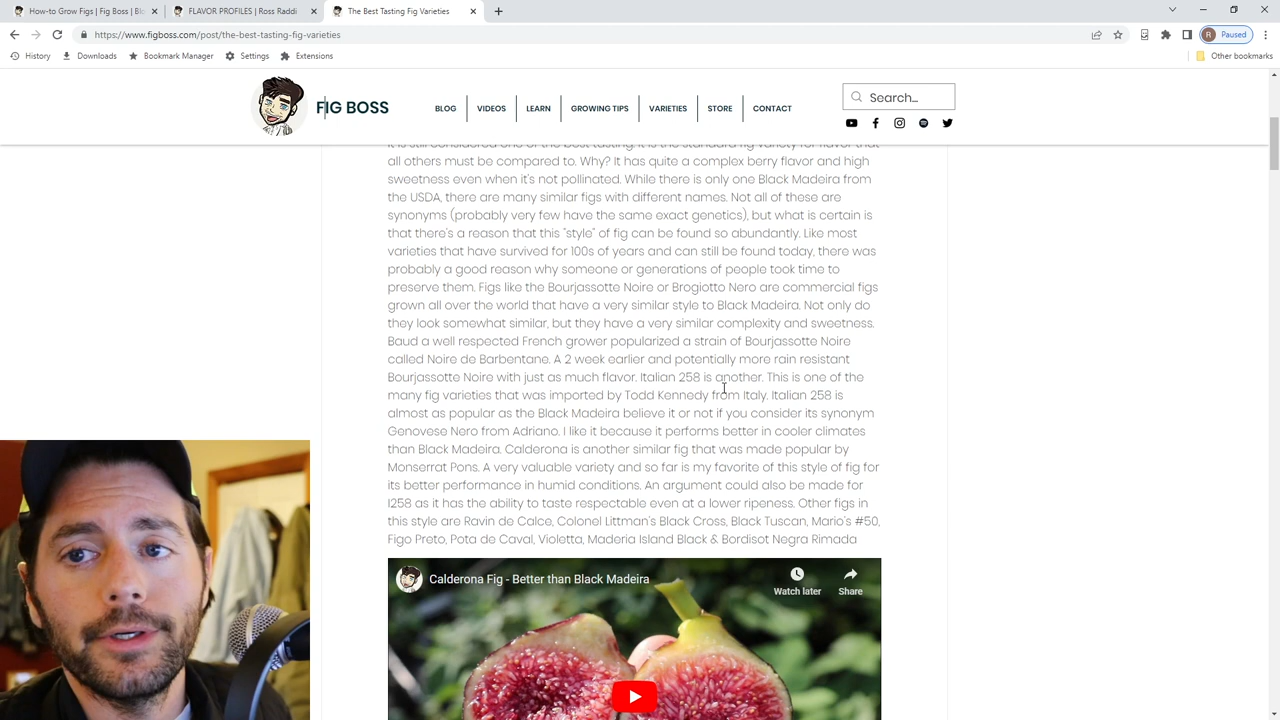 How-to Grow Figs | Fig Boss | Blo
FLAVOR PROFILES | Ross Raddi
The Best Tasting Fig Varieties
https://www.figboss.com/post/the-best-tasting-fig-varieties
R
Paused
History
Downloads
Bookmark Manager
Settings
Extensions
Other bookmarks
FIG BOSS
BLOG
VIDEOS
LEARN
GROWING TIPS
VARIETIES
STORE
CONTACT
Search...
It is still considered one of the best tasting. It is the standard fig variety for flavor that
all others must be compared to. Why? It has quite a complex berry flavor and high
sweetness even when it's not pollinated. While there is only one Black Madeira from
the USDA, there are many similar figs with different names. Not all of these are
synonyms (probably very few have the same exact genetics), but what is certain is
that there's a reason that this "style" of fig can be found so abundantly. Like most
varieties that have survived for 100s of years and can still be found today, there was
probably a good reason why someone or generations of people took time to
preserve them. Figs like the Bourjassotte Noire or Brogiotto Nero are commercial figs
grown all over the world that have a very similar style to Black Madeira. Not only do
they look somewhat similar, but they have a very similar complexity and sweetness.
Baud a well respected French grower popularized a strain of Bourjassotte Noire
called Noire de Barbentane. A 2 week earlier and potentially more rain resistant
Bourjassotte Noire with just as much flavor. Italian 258 is another. This is one of the
many fig varieties that was imported by Todd Kennedy from Italy. Italian 258 is
almost as popular as the Black Madeira believe it or not if you consider its synonym
Genovese Nero from Adriano. I like it because it performs better in cooler climates
than Black Madeira. Calderona is another similar fig that was made popular by
Monserrat Pons. A very valuable variety and so far is my favorite of this style of fig for
its better performance in humid conditions. An argument could also be made for
I258 as it has the ability to taste respectable even at a lower ripeness. Other figs in
this style are Ravin de Calce, Colonel Littman's Black Cross, Black Tuscan, Mario's #50,
Figo Preto, Pota de Caval, Violetta, Maderia Island Black & Bordisot Negra Rimada
Calderona Fig - Better than Black Madeira
Watch later
Share